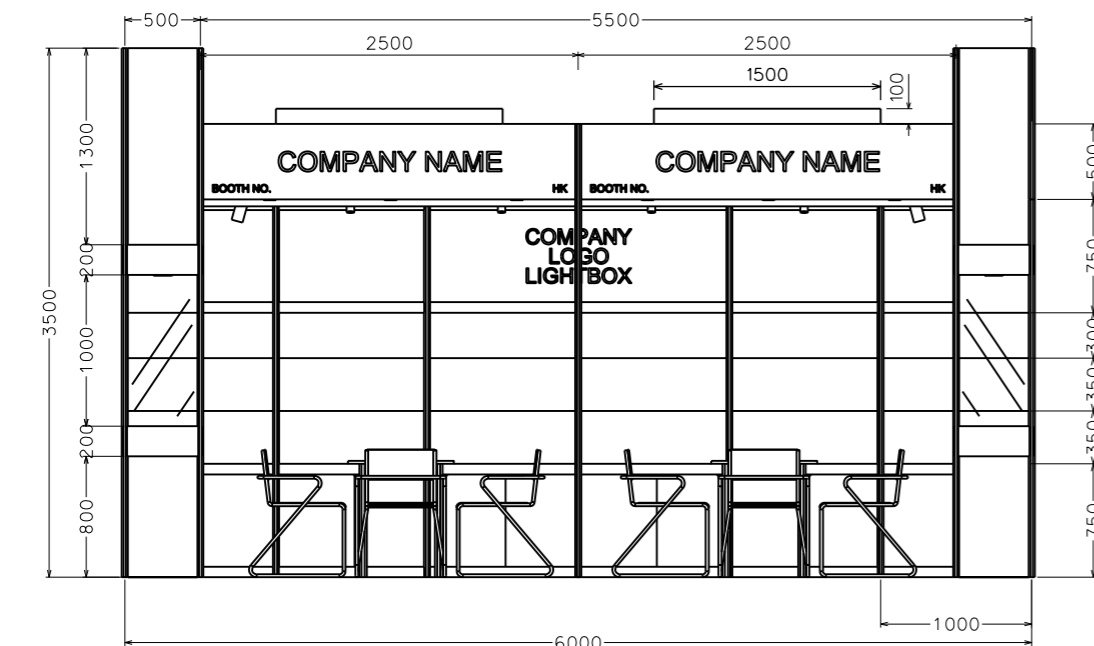 500
5500
2500
2500
1500
100
1300
500
COMPANY NAME
COMPANY NAME
BOOTH NO.
HK
BOOTH NO.
HK
COMPANY
LOGO
LIGHTBOX
200
750
3500
1000
300
350
200
350
800
750
1000
6000